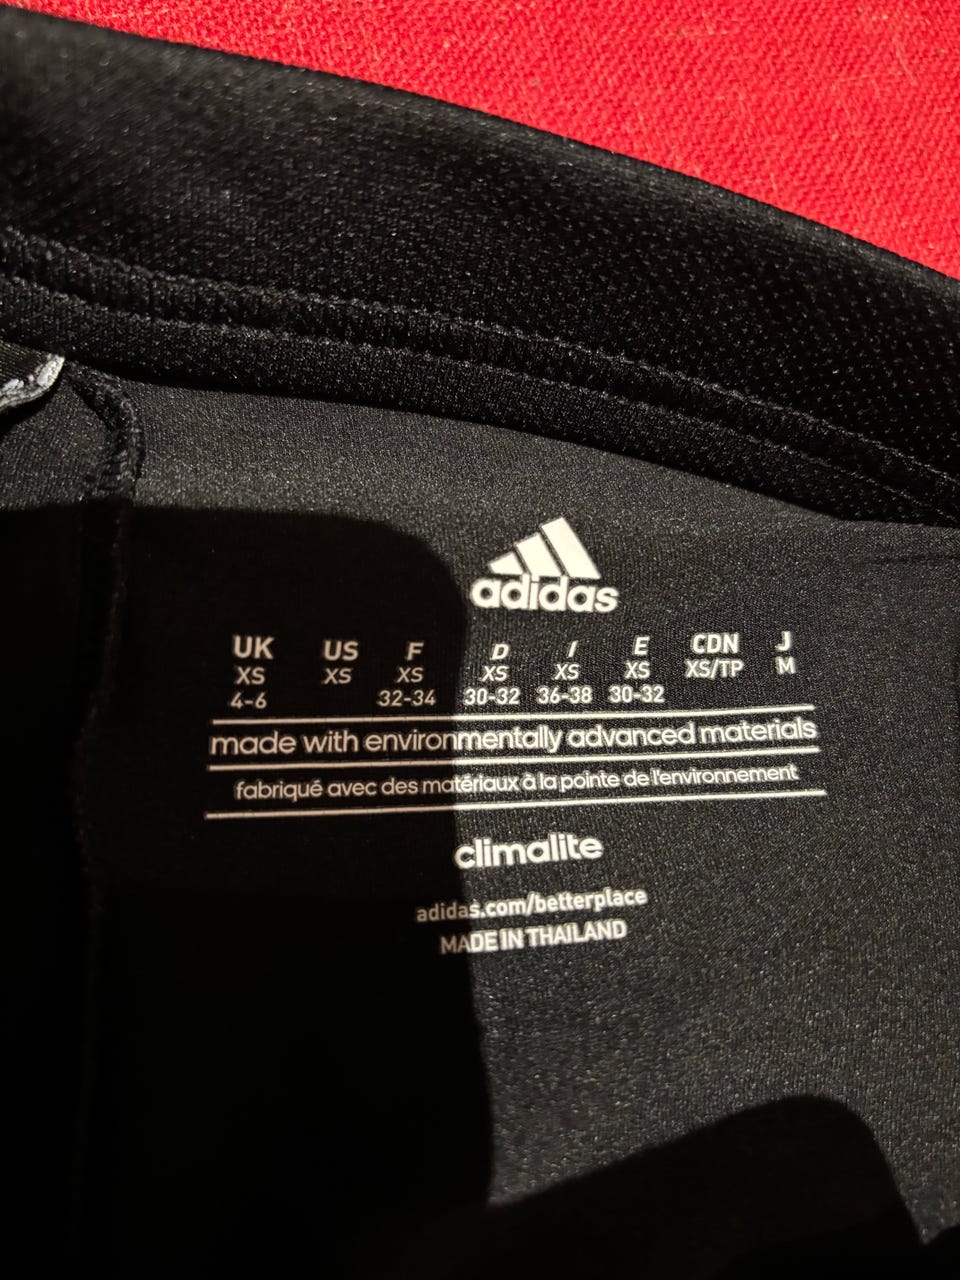 adidas
UK US F D I E CDN J
XS XS XS XS XS XS XS/TP M
4-6 32-34 30-32 36-38 30-32
made with environmentally advanced materials
fabriqué avec des matériaux à la pointe de l'environnement
climalite
adidas.com/betterplace
MADE IN THAILAND